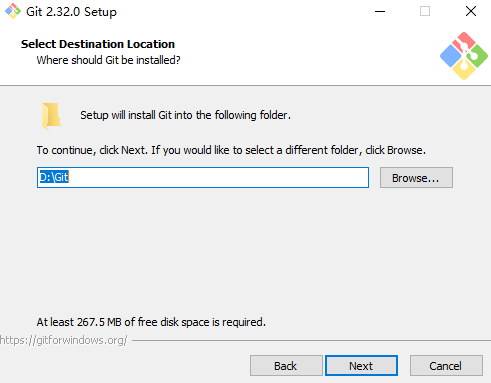 Git 2.32.0 Setup
Select Destination Location
Where should Git be installed?
Setup will install Git into the following folder.
To continue, click Next. If you would like to select a different folder, click Browse.
D:\Git
Browse...
At least 267.5 MB of free disk space is required.
https://gitforwindows.org/
Back
Next
Cancel